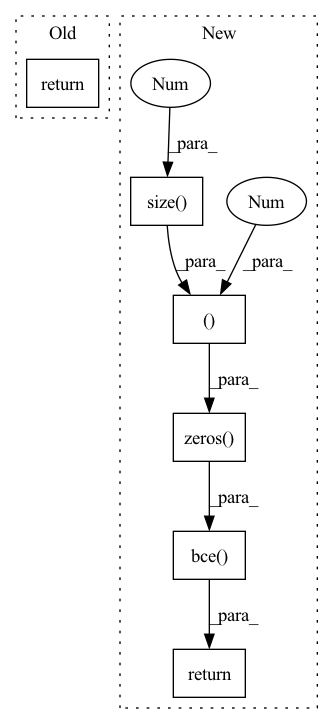 Old
New
return
Num
_para_
size()
Num
_para_
_para_
()
_para_
zeros()
_para_
bce()
_para_
return